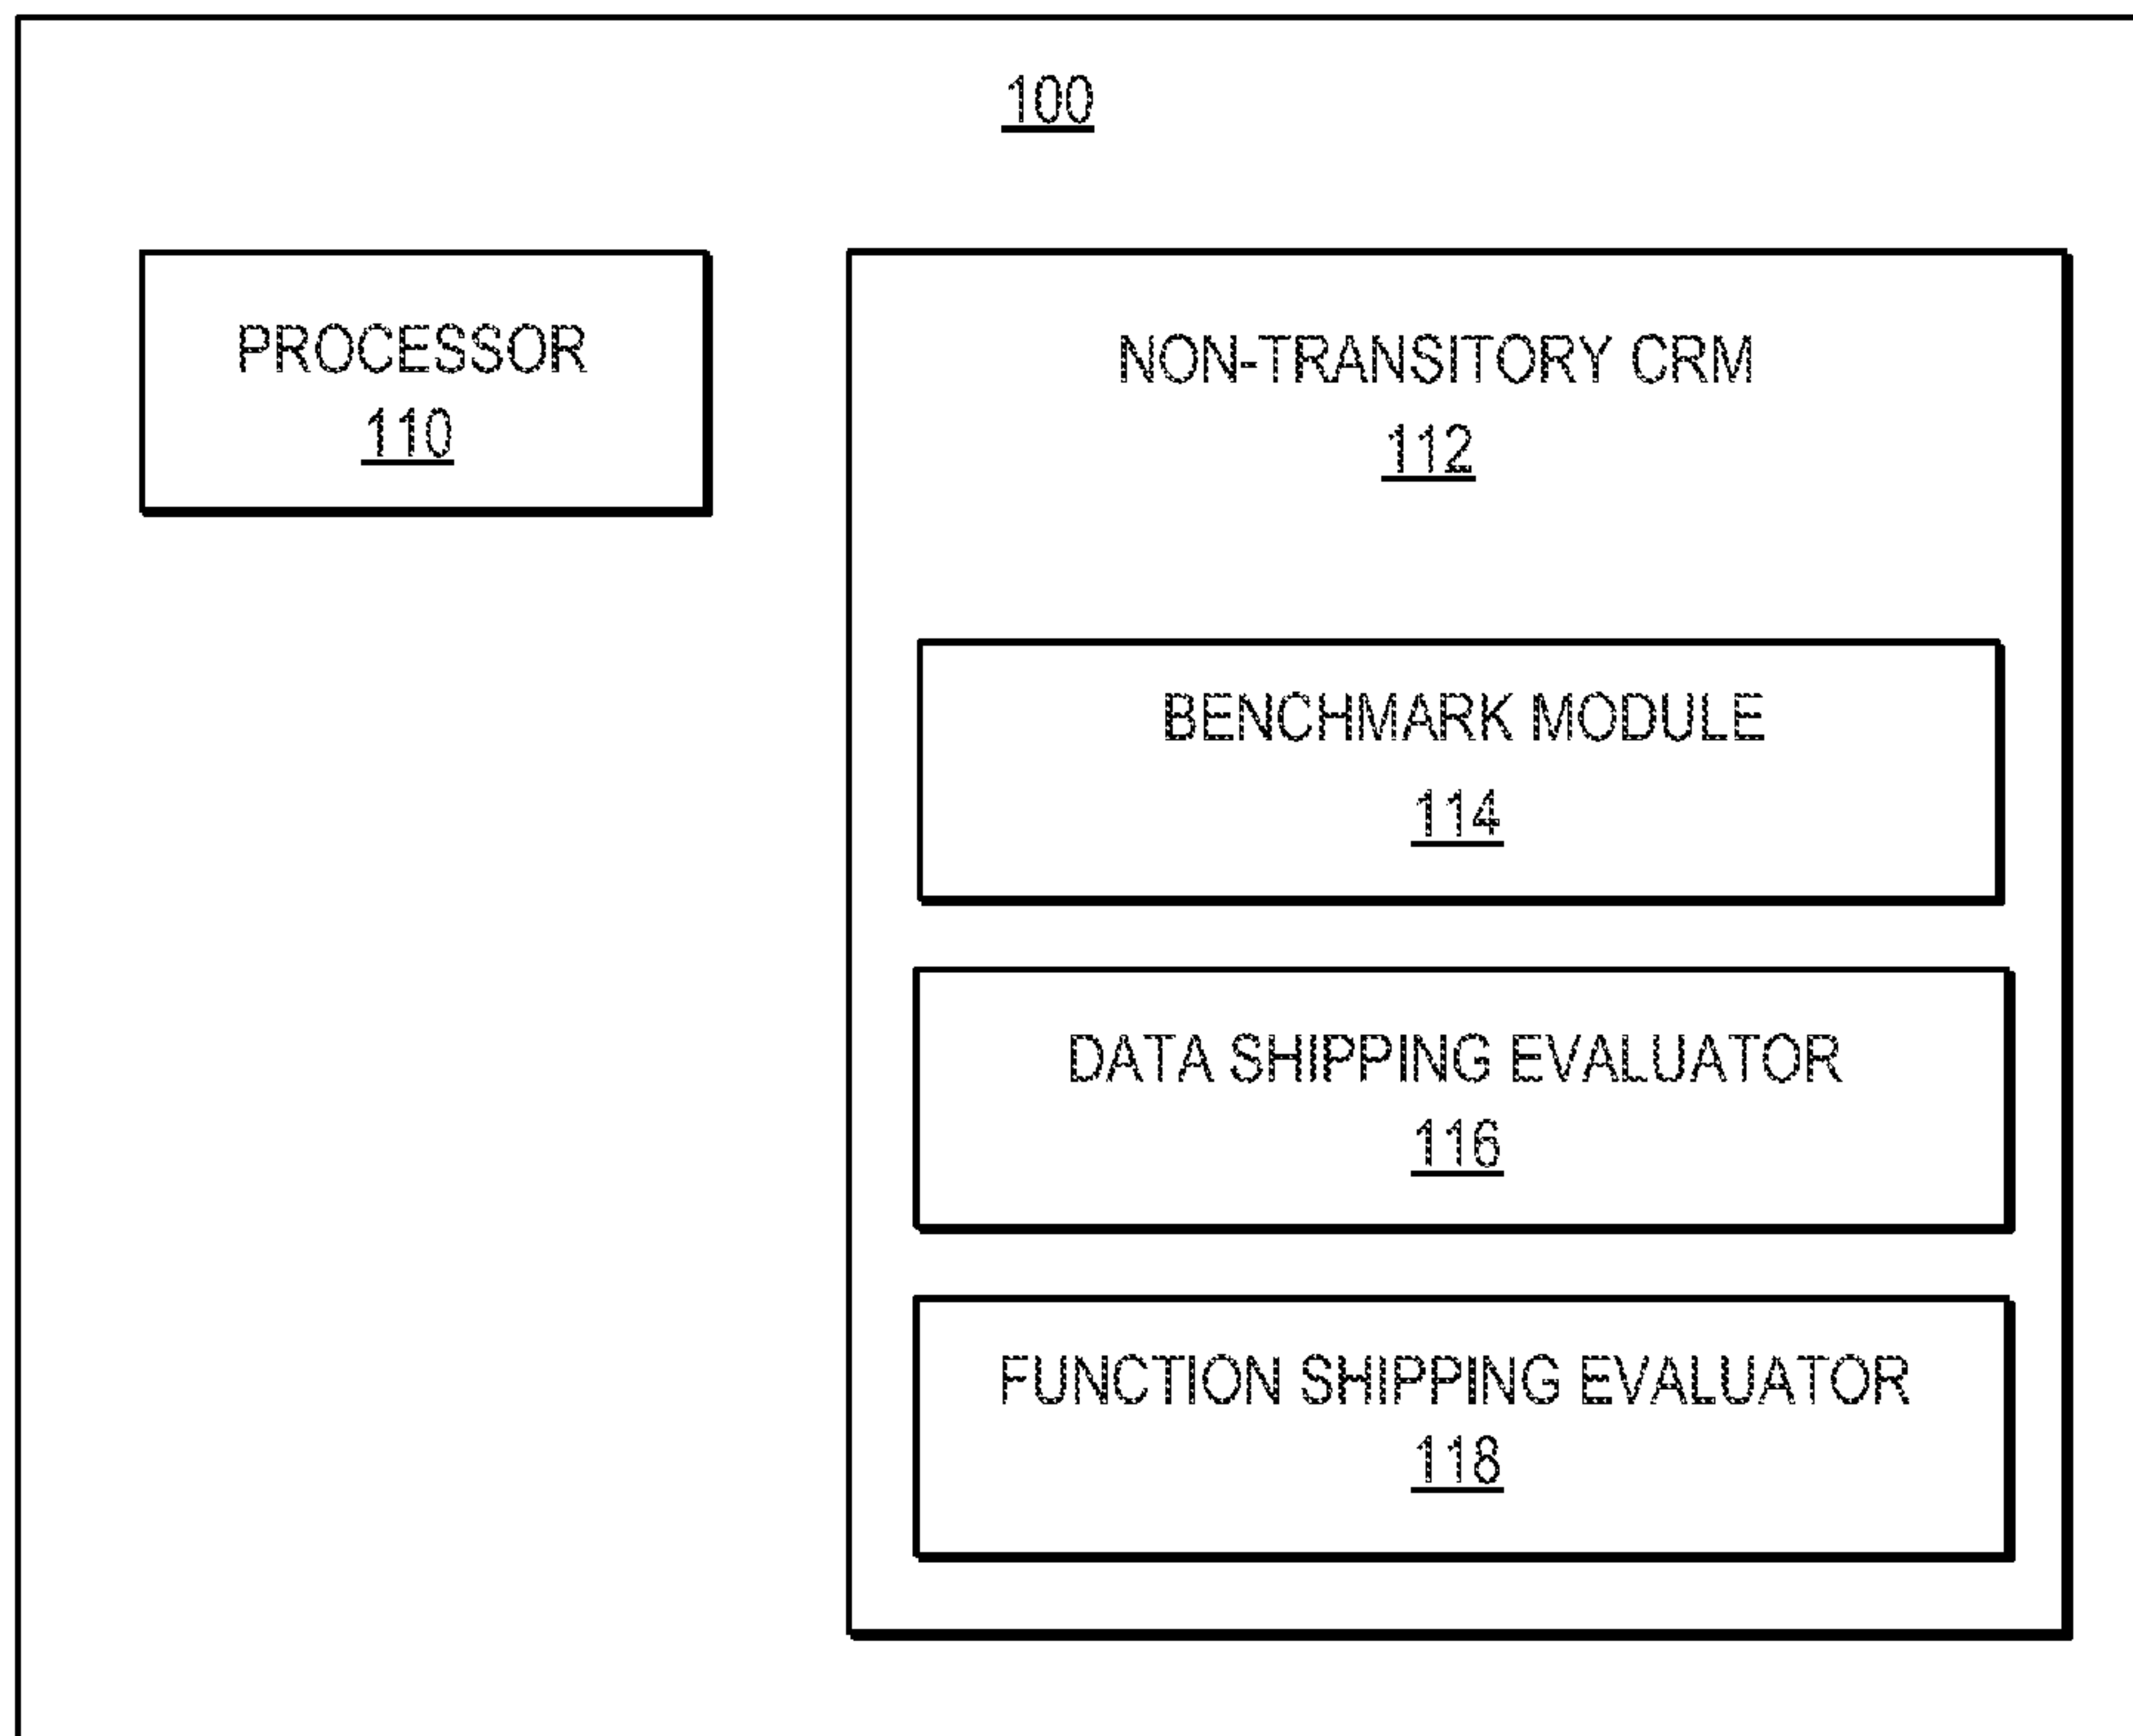 100
PROCESSOR
110
NON-TRANSITORY CRM
112
BENCHMARK MODULE
114
DATA SHIPPING EVALUATOR
116
FUNCTION SHIPPING EVALUATOR
118